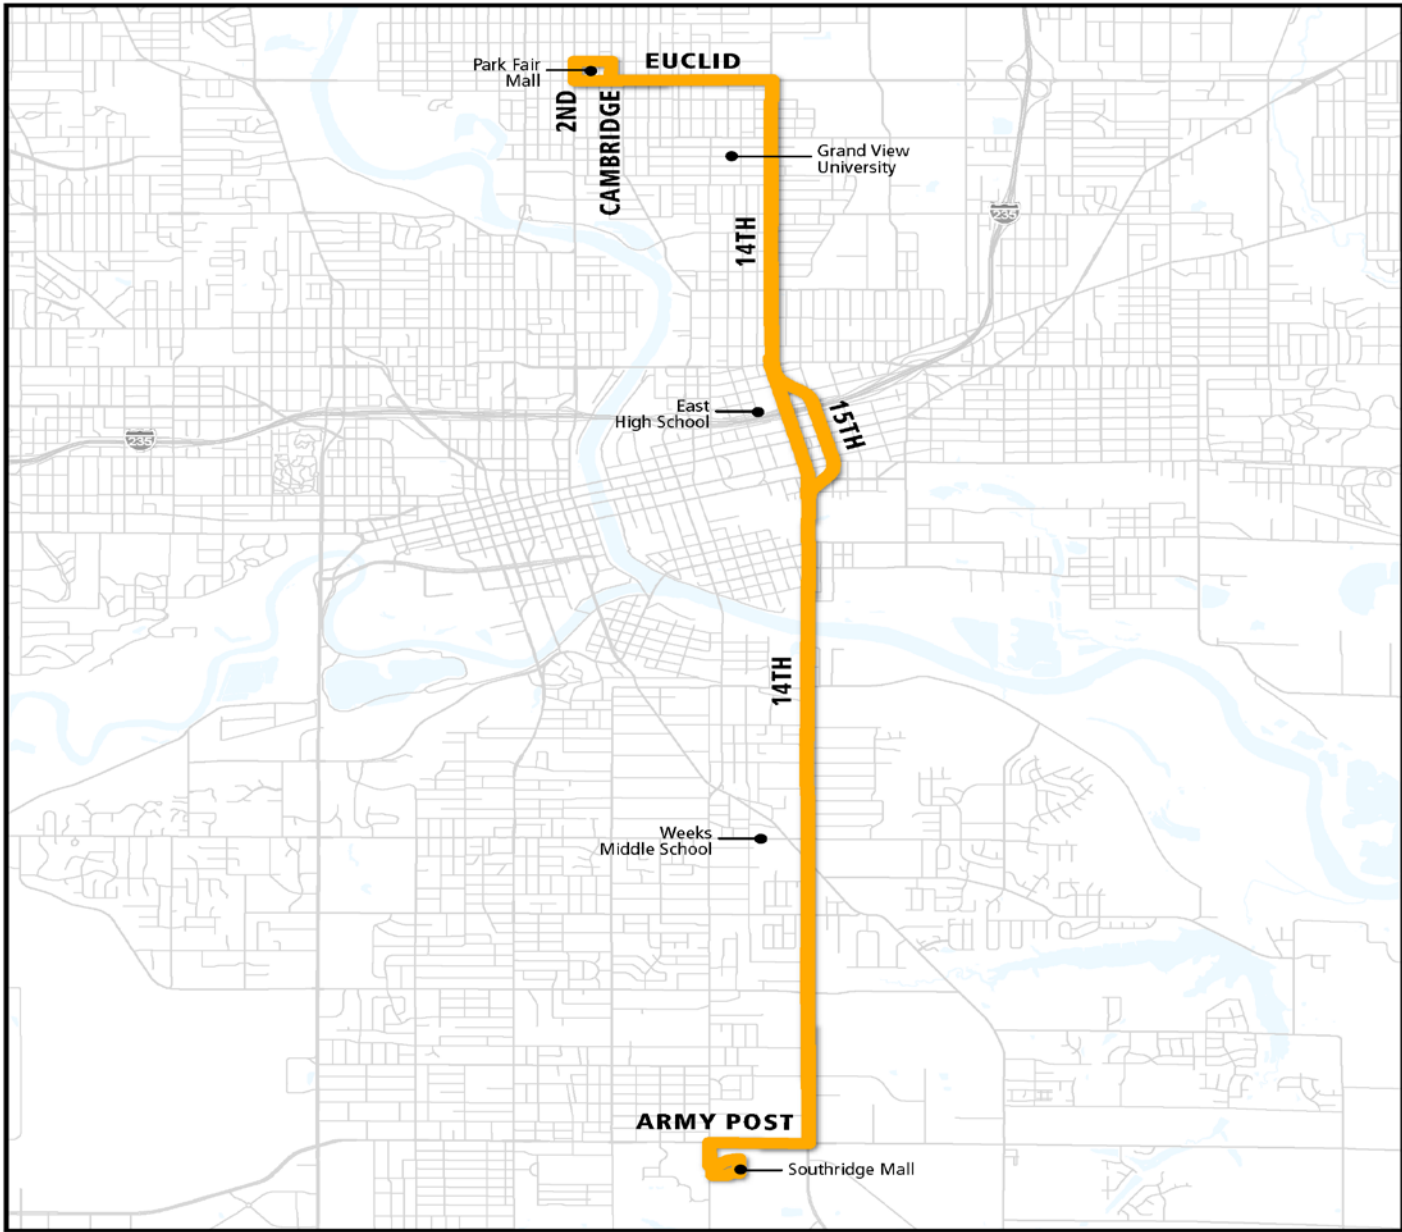 EUCLID
Park Fair
Mall
2ND
CAMBRIDGE
Grand View
University
14TH
235
East
High School
15TH
235
14TH
Weeks
Middle School
ARMY POST
Southridge Mall